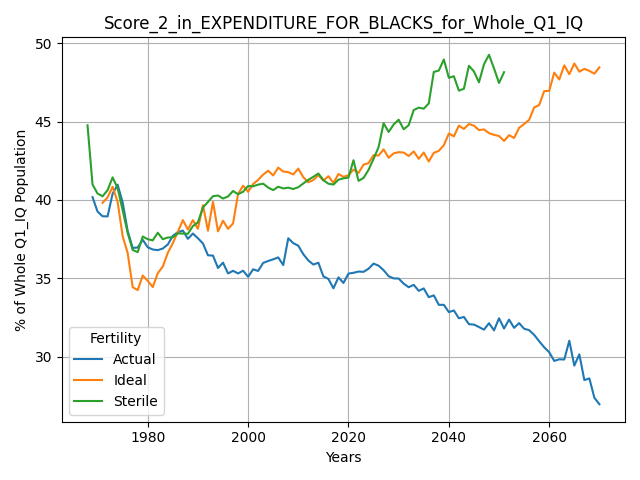 Score_2_in_EXPENDITURE_FOR_BLACKS_for_Whole_Q1_IQ
50
45
40
35
30
% of Whole Q1_IQ Population
Fertility
Actual
Ideal
Sterile
1980 2000 2020 2040 2060
Years